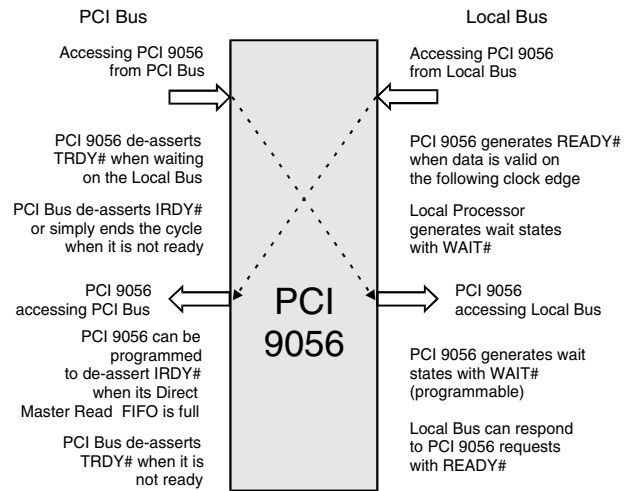 PCI Bus
Accessing PCI 9056
from PCI Bus
PCI 9056 de-asserts
TRDY# when waiting
on the Local Bus
PCI Bus de-asserts IRDY#
or simply ends the cycle
when it is not ready
PCI 9056
accessing PCI Bus
PCI 9056 can be
programmed
to de-assert IRDY#
when its Direct
Master Read FIFO is full
PCI Bus de-asserts
TRDY# when it is
not ready
PCI
9056
Local Bus
Accessing PCI 9056
from Local Bus
PCI 9056 generates READY#
when data is valid on
the following clock edge
Local Processor
generates wait states
with WAIT#
PCI 9056
accessing Local Bus
PCI 9056 generates wait
states with WAIT#
(programmable)
Local Bus can respond
to PCI 9056 requests
with READY#